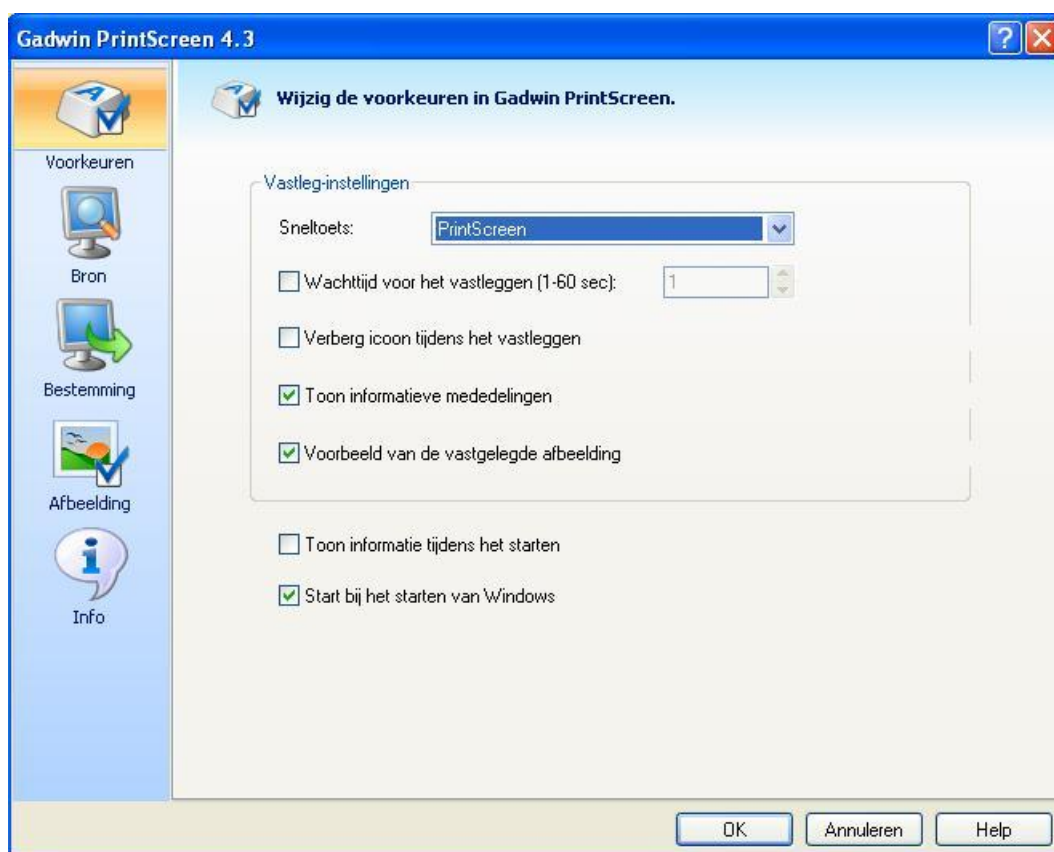 Gadwin PrintScreen 4.3
Wijzig de voorkeuren in Gadwin PrintScreen.
Voorkeuren
Bron
Bestemming
Afbeelding
Info
Vastleg-instellingen
Sneltoets: PrintScreen
Wachttijd voor het vastleggen (1-60 sec): 1
Verberg icoon tijdens het vastleggen
Toon informatieve mededelingen
Voorbeeld van de vastgelegde afbeelding
Toon informatie tijdens het starten
Start bij het starten van Windows
OK Annuleren Help